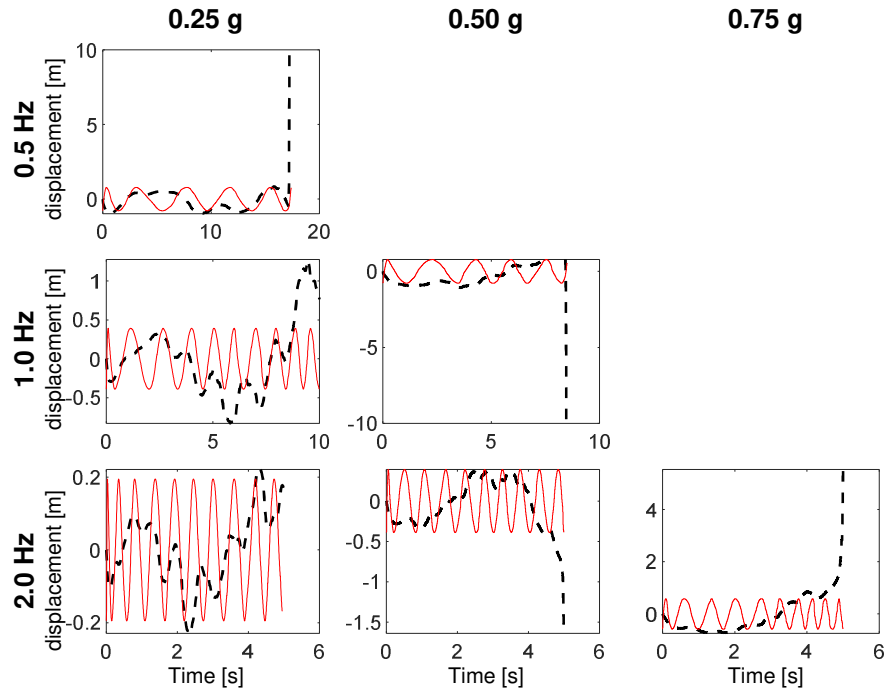 0.25 g 0.50 g 0.75 g
0.5 Hz
displacement [m]
10
5
0
0 10 20
1.0 Hz
displacement [m]
1
0.5
0
-0.5
0 5 10
0
-5
-10
0 5 10
2.0 Hz
displacement [m]
0.2
0
-0.2
0 2 4 6
Time [s]
0
-0.5
-1
-1.5
0 2 4 6
Time [s]
4
2
0
0 2 4 6
Time [s]